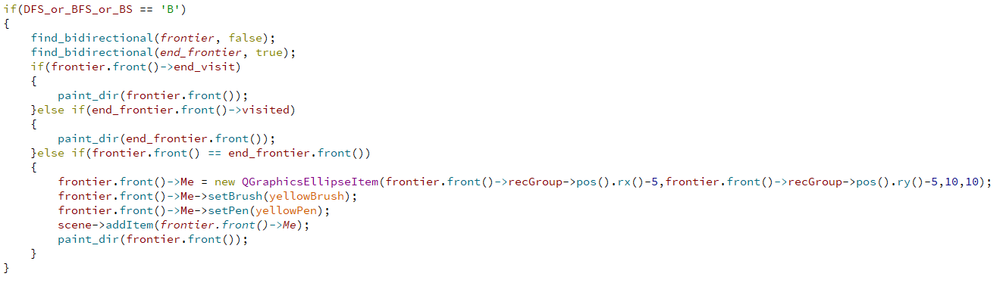 if(DFS_or_BFS_or_BS == 'B')
{
    find_bidirectional(frontier, false);
    find_bidirectional(end_frontier, true);
    if(frontier.front()->end_visit)
    {
        paint_dir(frontier.front());
    }else if(end_frontier.front()->visited)
    {
        paint_dir(end_frontier.front());
    }else if(frontier.front() == end_frontier.front())
    {
        frontier.front()->Me = new QGraphicsEllipseItem(frontier.front()->recGroup->pos().rx()-5,frontier.front()->recGroup->pos().ry()-5,10,10);
        frontier.front()->Me->setBrush(yellowBrush);
        frontier.front()->Me->setPen(yellowPen);
        scene->addItem(frontier.front()->Me);
        paint_dir(frontier.front());
    }
}